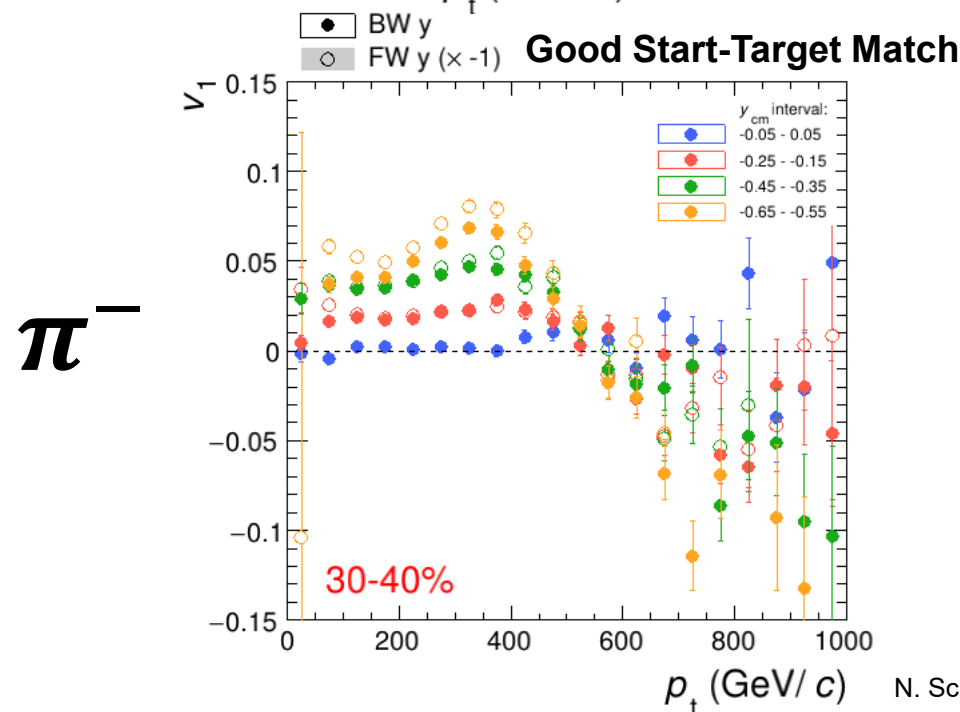 BW y
FW y (× -1)
Good Start-Target Match
v1
0.15
0.1
0.05
0
−0.05
−0.1
−0.15
y cm interval:
-0.05 - 0.05
-0.25 - -0.15
-0.45 - -0.35
-0.65 - -0.55
π−
30-40%
0 200 400 600 800 1000
pt (GeV/ c)
N. Sc